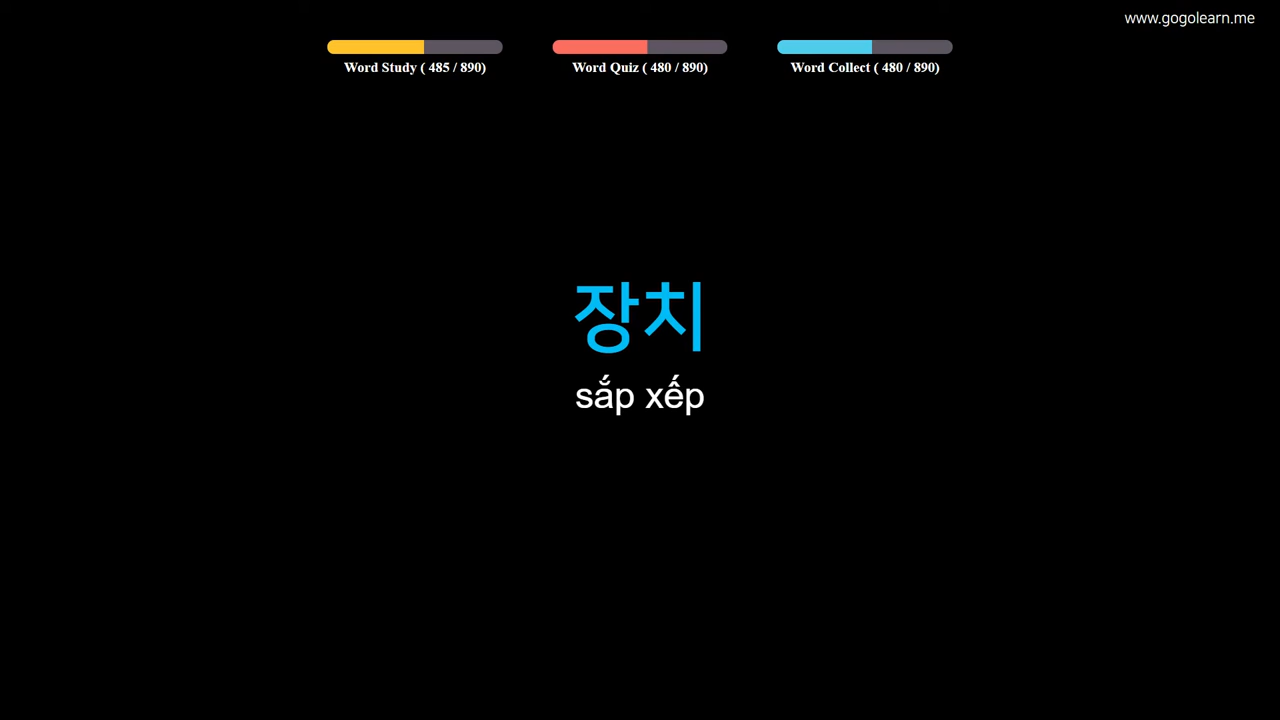 www.gogolearn.me
Word Study ( 485 / 890)
Word Quiz ( 480 / 890)
Word Collect ( 480 / 890)
장치
sắp xếp